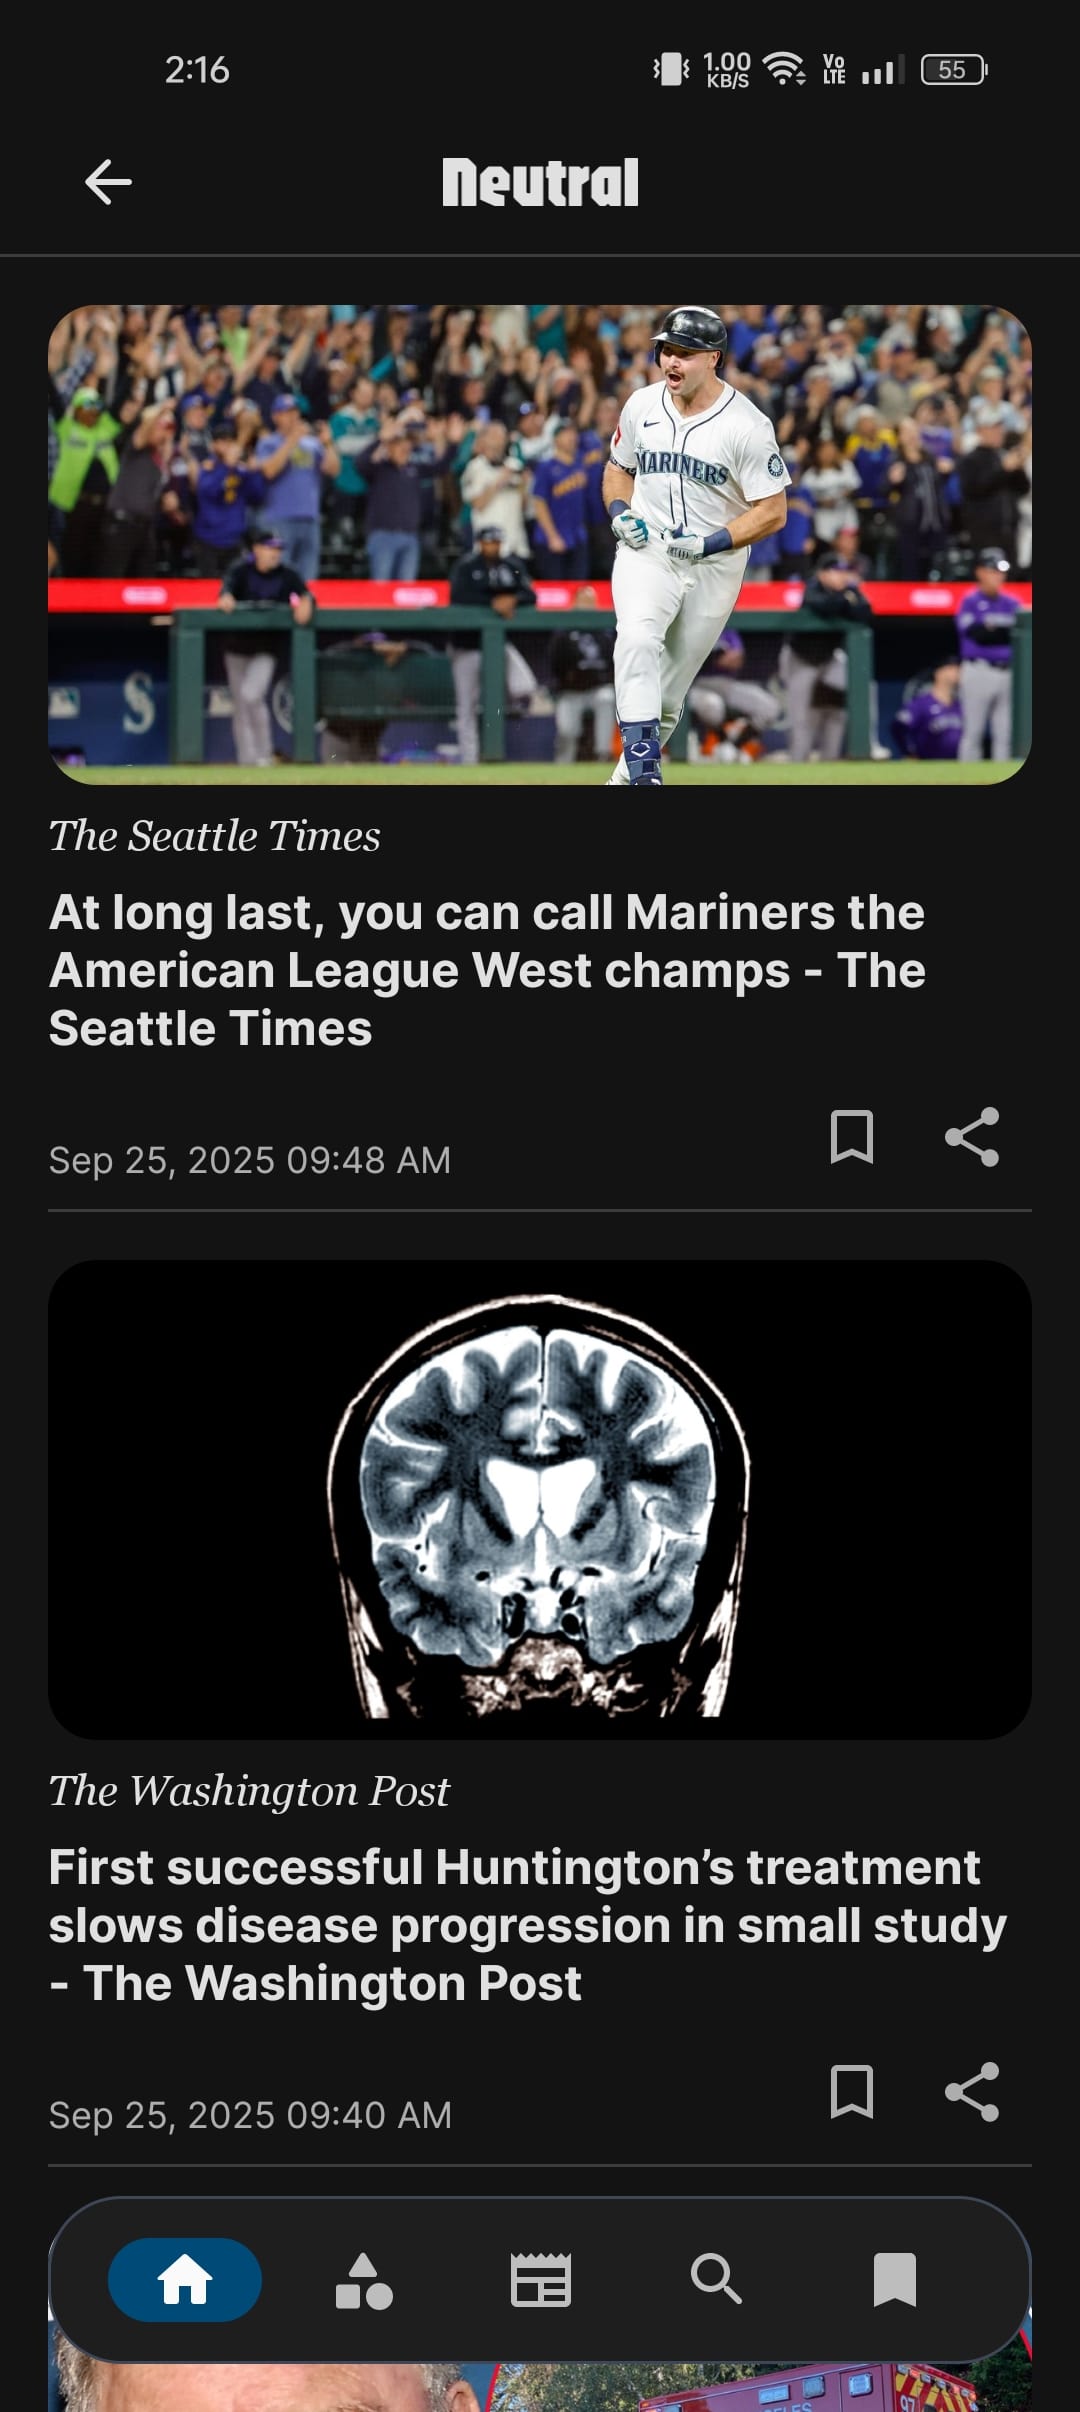 2:16
1.00
KB/S
Vo
LTE
55
Neutral
MARINERS
S
The Seattle Times
At long last, you can call Mariners the
American League West champs - The
Seattle Times
Sep 25, 2025 09:48 AM
The Washington Post
First successful Huntington’s treatment
slows disease progression in small study
- The Washington Post
Sep 25, 2025 09:40 AM
97